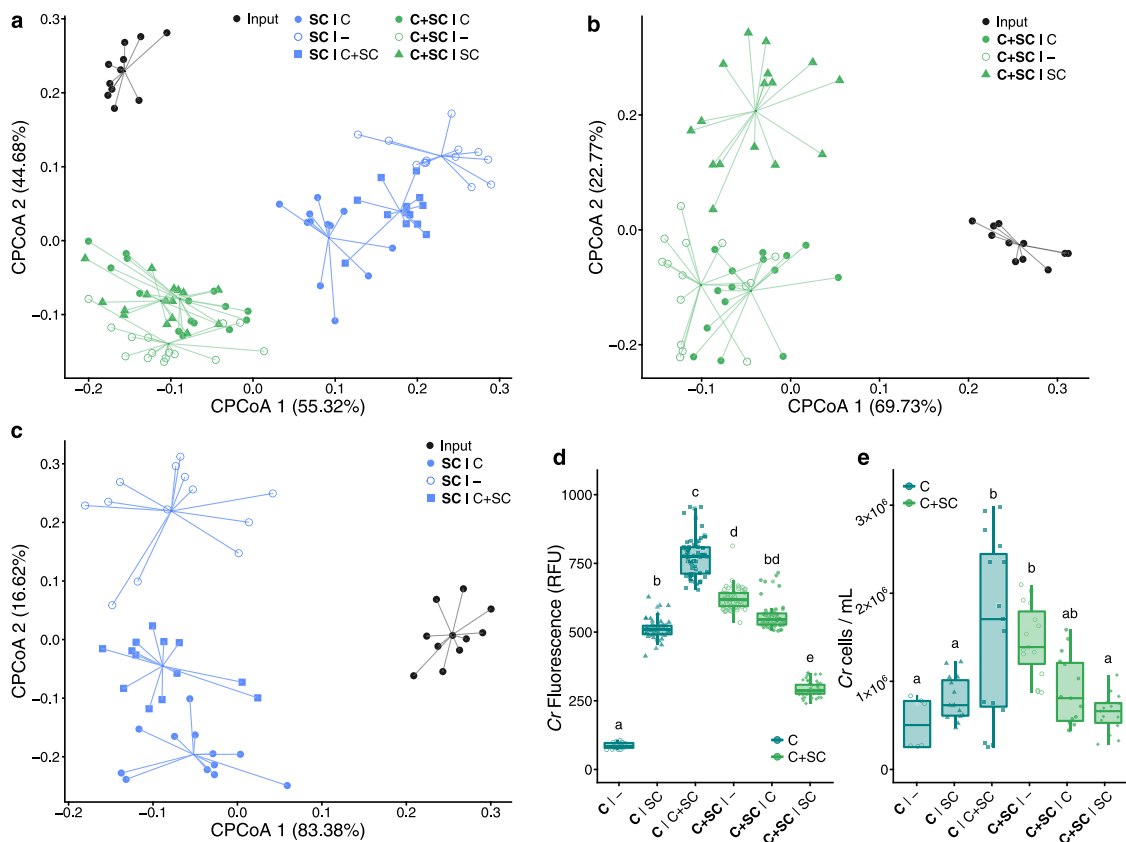 a
Input
SC I C
SC I –
SC I C+SC
C+SC I C
C+SC I –
C+SC I SC
0.3
0.2
0.1
0.0
−0.1
CPCoA 2 (44.68%)
−0.2
−0.1
0.0
0.1
0.2
0.3
CPCoA 1 (55.32%)
b
Input
C+SC I C
C+SC I –
C+SC I SC
0.2
0.0
−0.2
CPCoA 2 (22.77%)
−0.1
0.0
0.1
0.2
0.3
CPCoA 1 (69.73%)
c
Input
SC I C
SC I –
SC I C+SC
0.3
0.2
0.1
0.0
−0.1
−0.2
CPCoA 2 (16.62%)
−0.1
0.0
0.1
0.2
0.3
CPCoA 1 (83.38%)
d
1000
750
500
250
0
Cr Fluorescence (RFU)
a
b
c
d
bd
e
C
C+SC
C I –
C I SC
C I C+SC
C+SC I –
C+SC I C
C+SC I SC
e
C
C+SC
3×10⁶
2×10⁶
1×10⁶
0
Cr cells / mL
a
a
b
b
ab
a
C I –
C I SC
C I C+SC
C+SC I –
C+SC I C
C+SC I SC